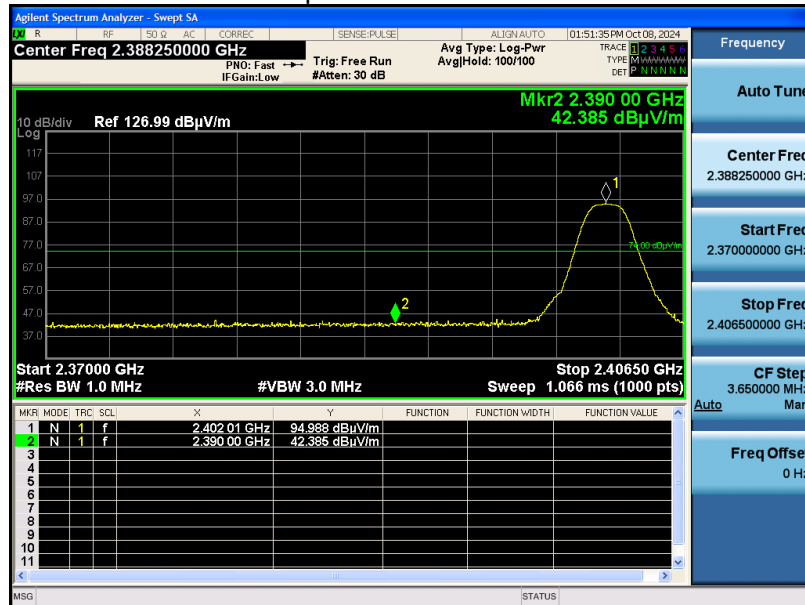 Agilent Spectrum Analyzer - Swept SA
LXI R RF 50 Ω AC CORREC SENSE:PULSE ALIGN AUTO 01:51:35 PM Oct 08, 2024
Center Freq 2.388250000 GHz
PNO: Fast
IFGain:Low
Trig: Free Run
#Atten: 30 dB
Avg Type: Log-Pwr
Avg|Hold: 100/100
TRACE 1 2 3 4 5 6
TYPE M WWWWW
DET P N N N N N
Mkr2 2.390 00 GHz
42.385 dBµV/m
10 dB/div Ref 126.99 dBµV/m
Log
117
107
97.0
87.0
77.0
67.0
57.0
47.0
37.0
1
74.00 dBµV/m
2
Start 2.37000 GHz Stop 2.40650 GHz
#Res BW 1.0 MHz #VBW 3.0 MHz Sweep 1.066 ms (1000 pts)
MKR MODE TRC SCL X Y FUNCTION FUNCTION WIDTH FUNCTION VALUE
1 N 1 f 2.402 01 GHz 94.988 dBµV/m
2 N 1 f 2.390 00 GHz 42.385 dBµV/m
3
4
5
6
7
8
9
10
11
MSG STATUS
Frequency
Auto Tune
Center Freq
2.388250000 GHz
Start Freq
2.370000000 GHz
Stop Freq
2.406500000 GHz
CF Step
3.650000 MHz
Auto Man
Freq Offset
0 Hz